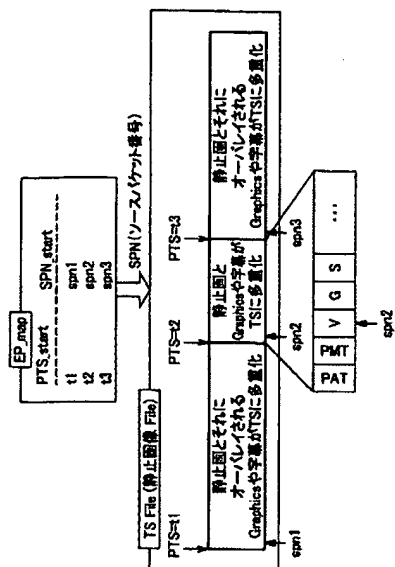 EP_map
PTS_start SPN_start
t1 spn1
t2 spn2
t3 spn3
SPN(ソースパケット番号)
TS File (静止画像 File)
PTS=t1
PTS=t2
PTS=t3
静止画とそれに
オーバレイされる
Graphicsや字幕がTSに多重化
静止画と
Graphicsや字幕が
TSに多重化
静止画とそれに
オーバレイされる
Graphicsや字幕がTSに多重化
spn1
spn2
spn3
PAT PMT V G S ...
spn2